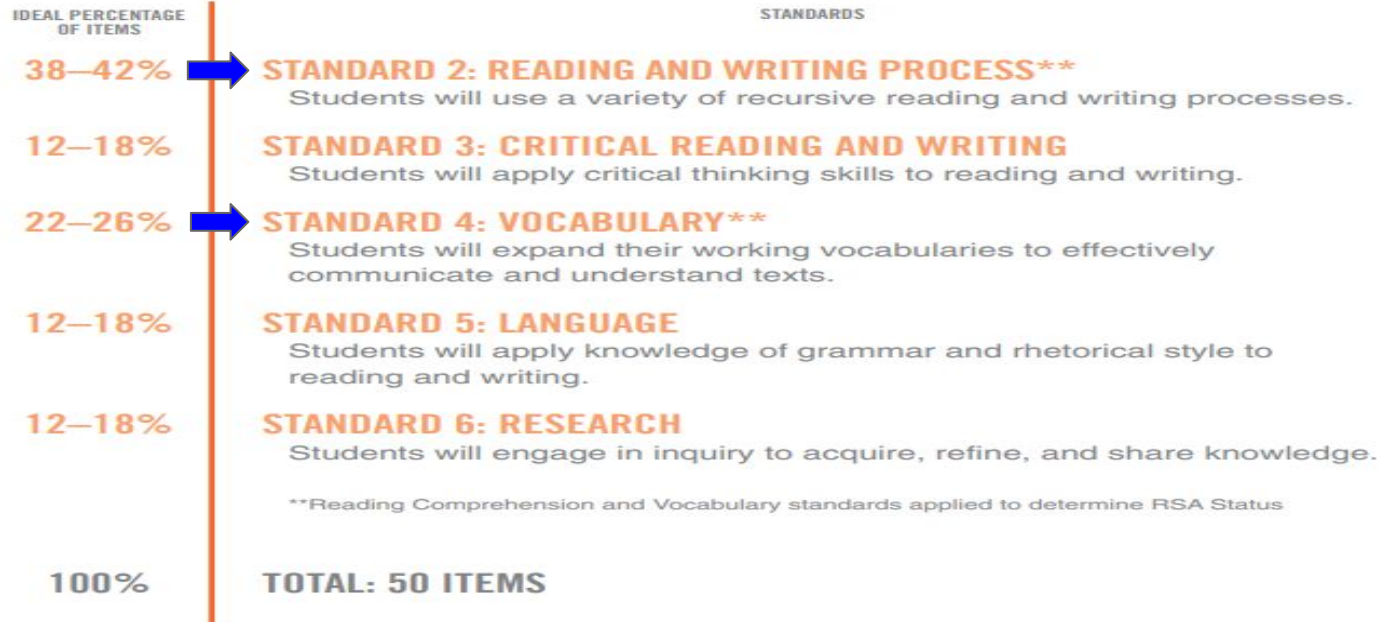 IDEAL PERCENTAGE
OF ITEMS
STANDARDS
38–42%
STANDARD 2: READING AND WRITING PROCESS**
Students will use a variety of recursive reading and writing processes.
12–18%
STANDARD 3: CRITICAL READING AND WRITING
Students will apply critical thinking skills to reading and writing.
22–26%
STANDARD 4: VOCABULARY**
Students will expand their working vocabularies to effectively
communicate and understand texts.
12–18%
STANDARD 5: LANGUAGE
Students will apply knowledge of grammar and rhetorical style to
reading and writing.
12–18%
STANDARD 6: RESEARCH
Students will engage in inquiry to acquire, refine, and share knowledge.
**Reading Comprehension and Vocabulary standards applied to determine RSA Status
100%
TOTAL: 50 ITEMS